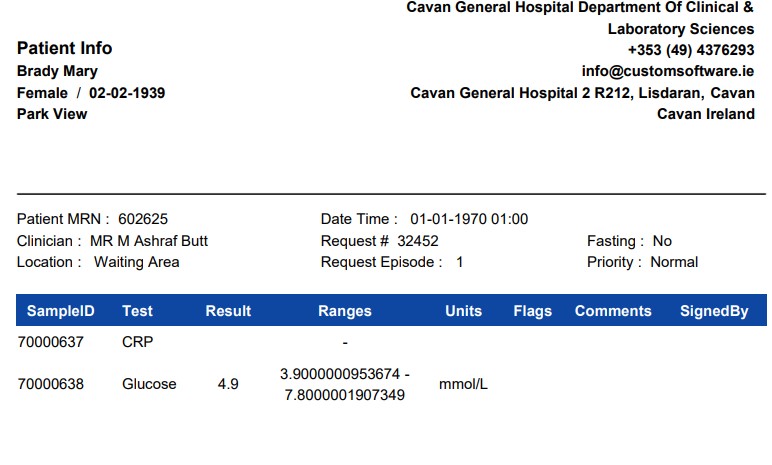 Cavan General Hospital Department Of Clinical &
Laboratory Sciences
Patient Info
+353 (49) 4376293
Brady Mary
info@customsoftware.ie
Female / 02-02-1939
Cavan General Hospital 2 R212, Lisdaran, Cavan
Park View
Cavan Ireland
Patient MRN : 602625
Date Time : 01-01-1970 01:00
Clinician : MR M Ashraf Butt
Request # 32452
Fasting : No
Location : Waiting Area
Request Episode : 1
Priority : Normal
SampleID Test Result Ranges Units Flags Comments SignedBy
70000637 CRP -
70000638 Glucose 4.9 3.9000000953674 - 7.8000001907349 mmol/L